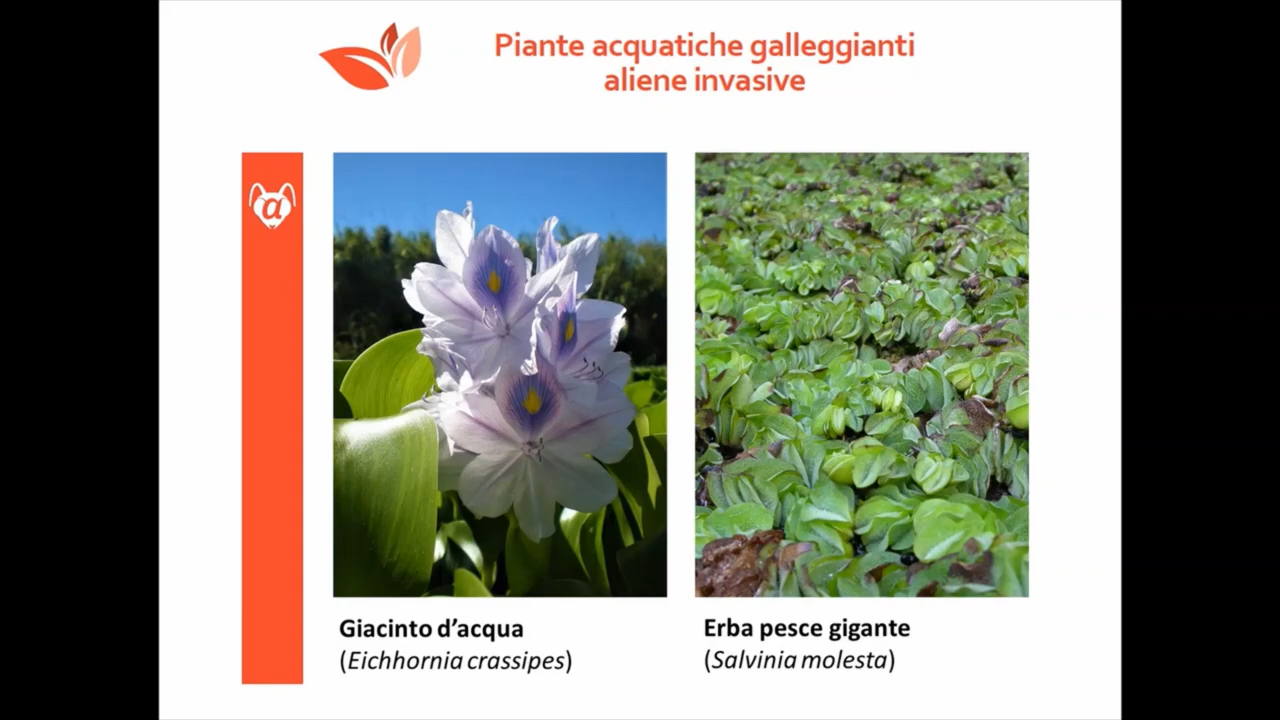 Piante acquatiche galleggianti
aliene invasive
α
Giacinto d’acqua
(Eichhornia crassipes)
Erba pesce gigante
(Salvinia molesta)